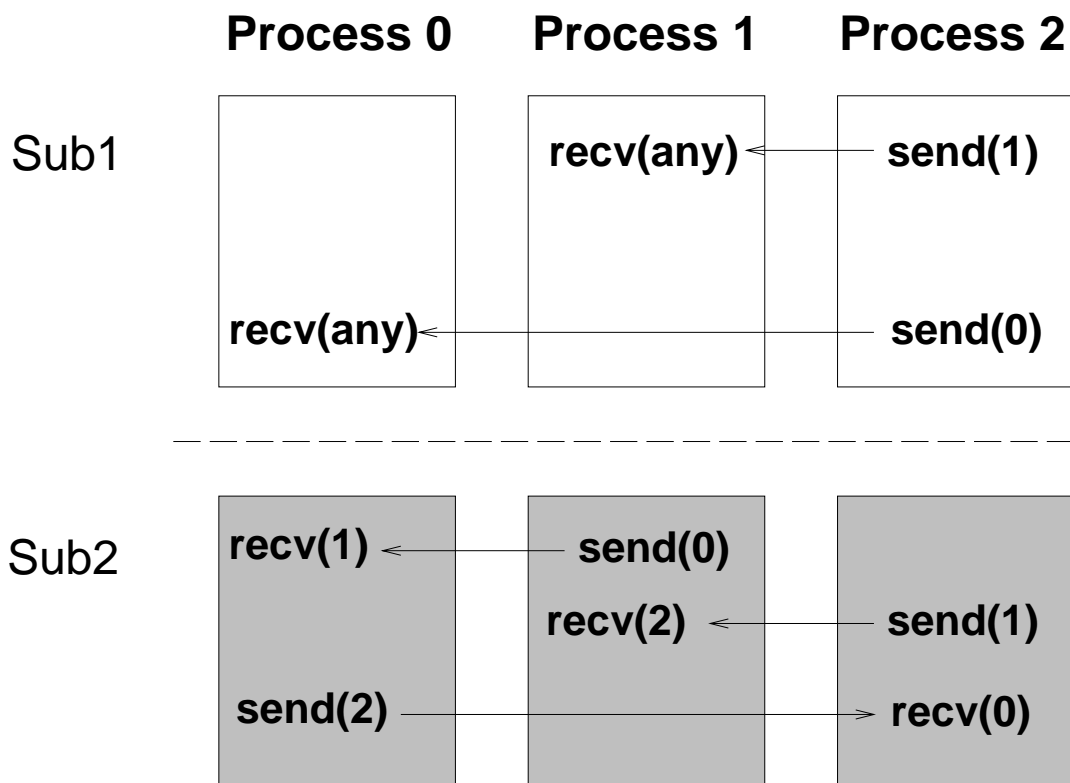 Process 0 Process 1 Process 2
Sub1
recv(any) send(1)
recv(any) send(0)
Sub2
recv(1) send(0)
recv(2) send(1)
send(2) recv(0)